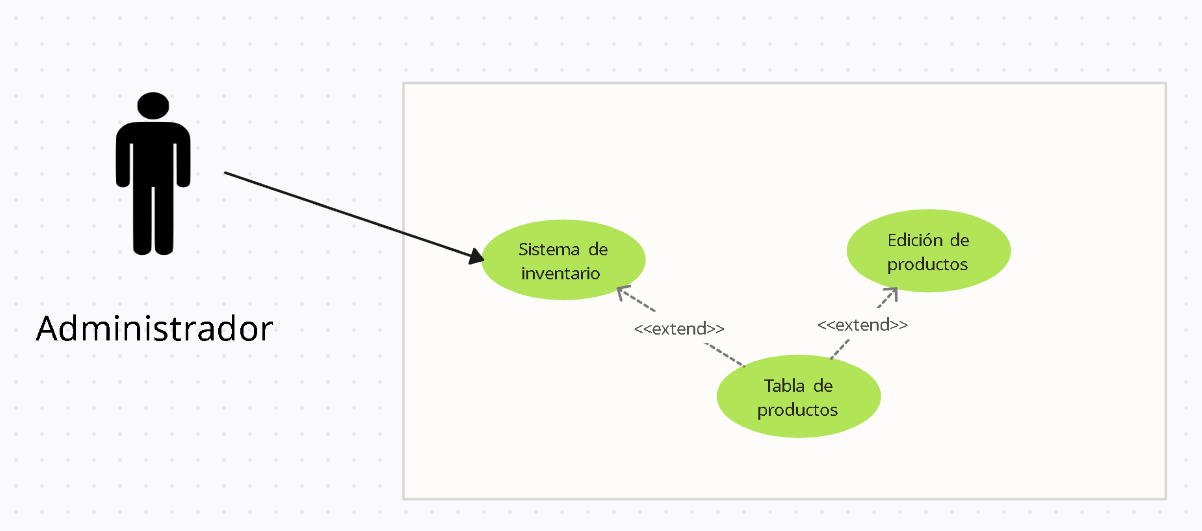 Administrador
Sistema de
inventario
Edición de
productos
<<extend>>
<<extend>>
Tabla de
productos